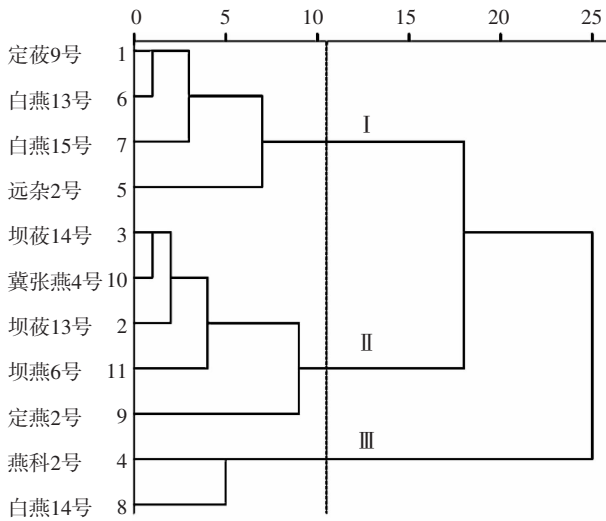 0 5 10 15 20 25
定莜9号 1
白燕13号 6
白燕15号 7
远杂2号 5
坝莜14号 3
冀张燕4号 10
坝莜13号 2
坝燕6号 11
定燕2号 9
燕科2号 4
白燕14号 8
Ⅰ
Ⅱ
Ⅲ